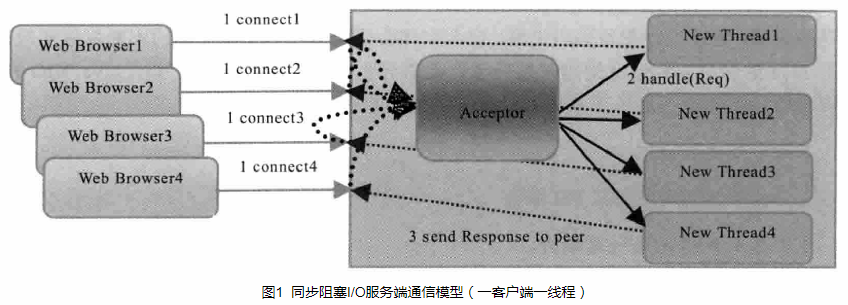 Web Browser1
Web Browser2
Web Browser3
Web Browser4
1 connect1
1 connect2
1 connect3
1 connect4
Acceptor
2 handle(Req)
New Thread1
New Thread2
New Thread3
New Thread4
3 send Response to peer
图1 同步阻塞I/O服务端通信模型（一客户端一线程）